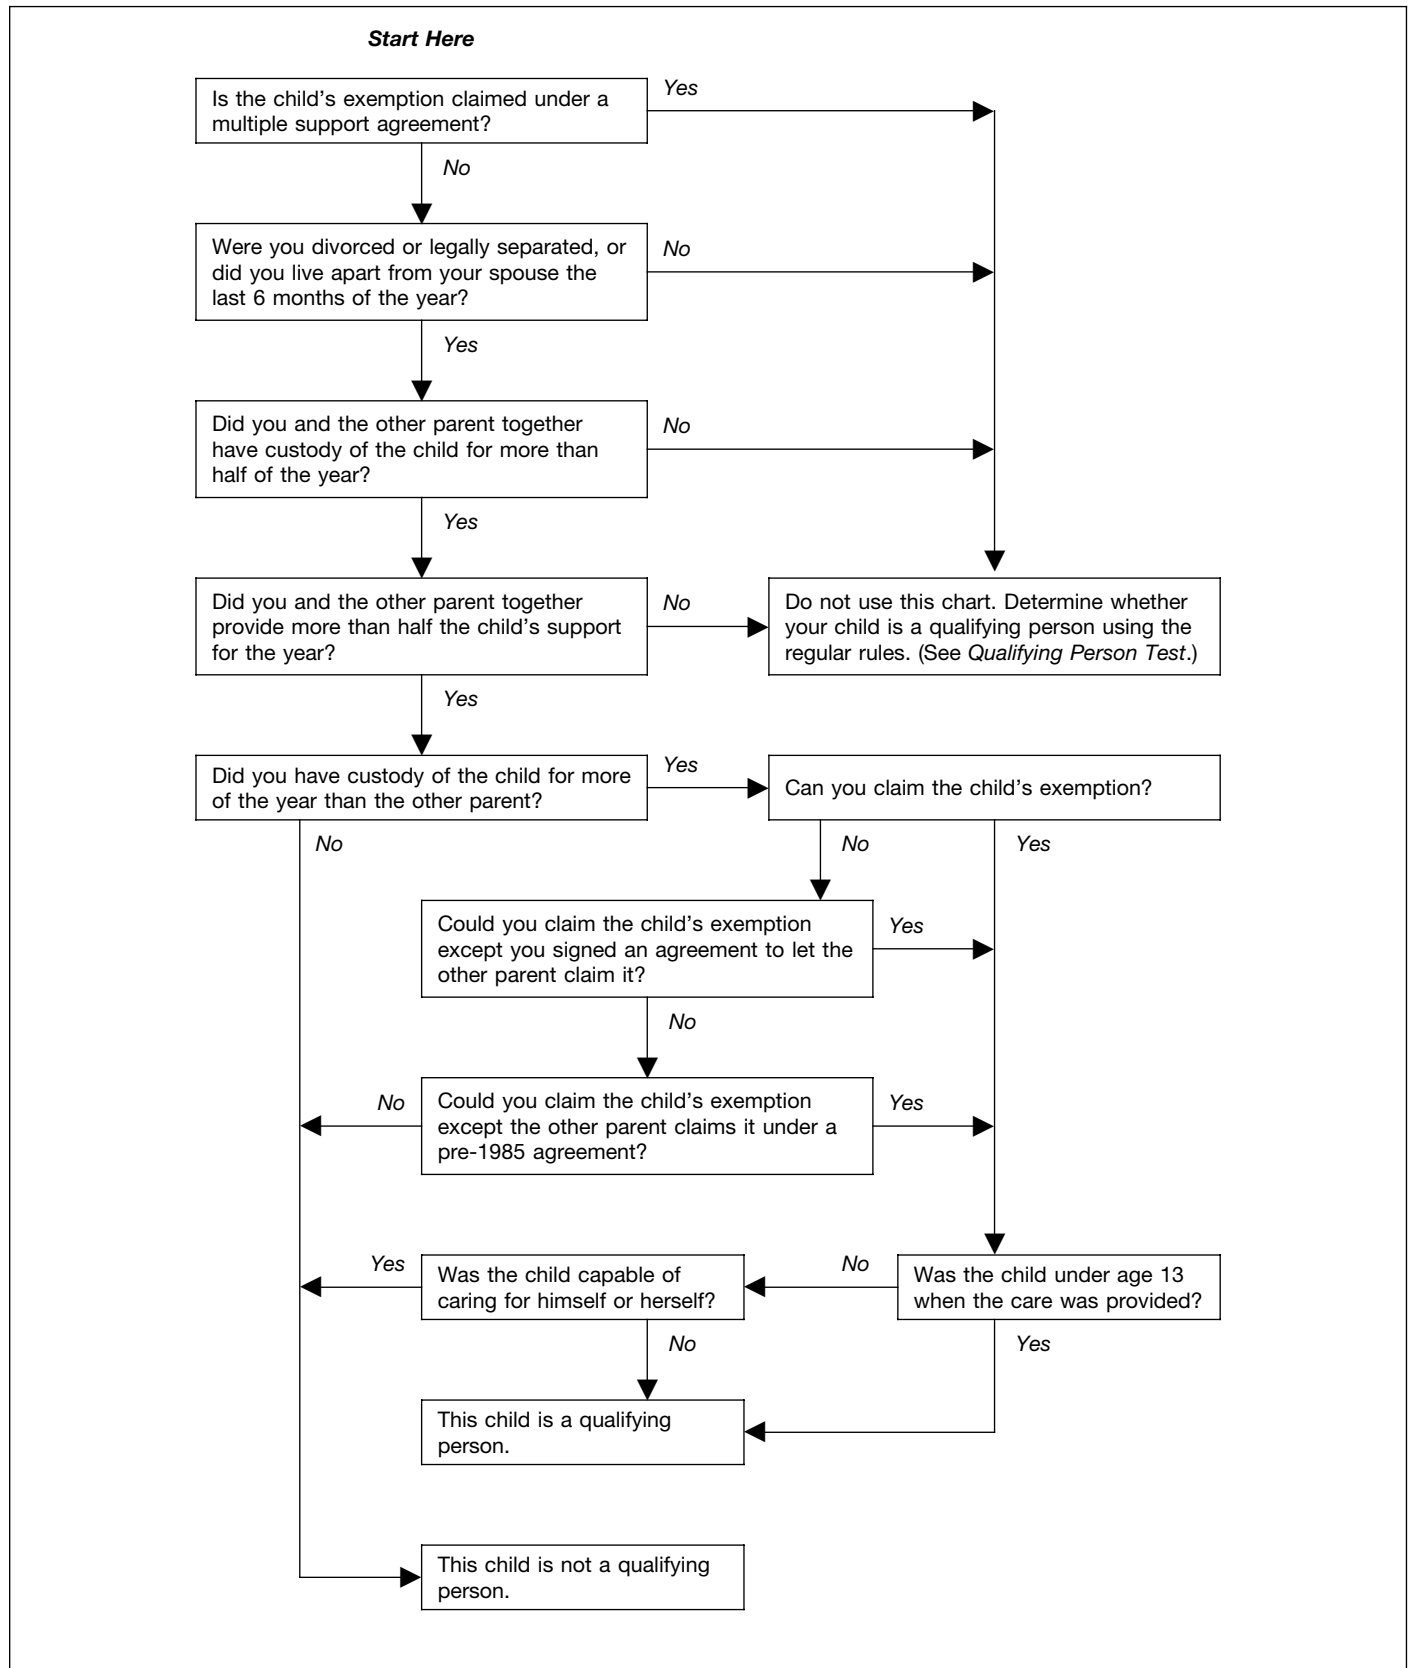 Start Here
Is the child's exemption claimed under a
multiple support agreement?
Yes
No
Were you divorced or legally separated, or
did you live apart from your spouse the
last 6 months of the year?
No
Yes
Did you and the other parent together
have custody of the child for more than
half of the year?
No
Yes
Did you and the other parent together
provide more than half the child's support
for the year?
No
Do not use this chart. Determine whether
your child is a qualifying person using the
regular rules. (See Qualifying Person Test.)
Yes
Did you have custody of the child for more
of the year than the other parent?
Yes
Can you claim the child's exemption?
No
No
Yes
Could you claim the child's exemption
except you signed an agreement to let the
other parent claim it?
Yes
No
No
Could you claim the child's exemption
except the other parent claims it under a
pre-1985 agreement?
Yes
Yes
Was the child capable of
caring for himself or herself?
No
Was the child under age 13
when the care was provided?
No
Yes
This child is a qualifying
person.
This child is not a qualifying
person.